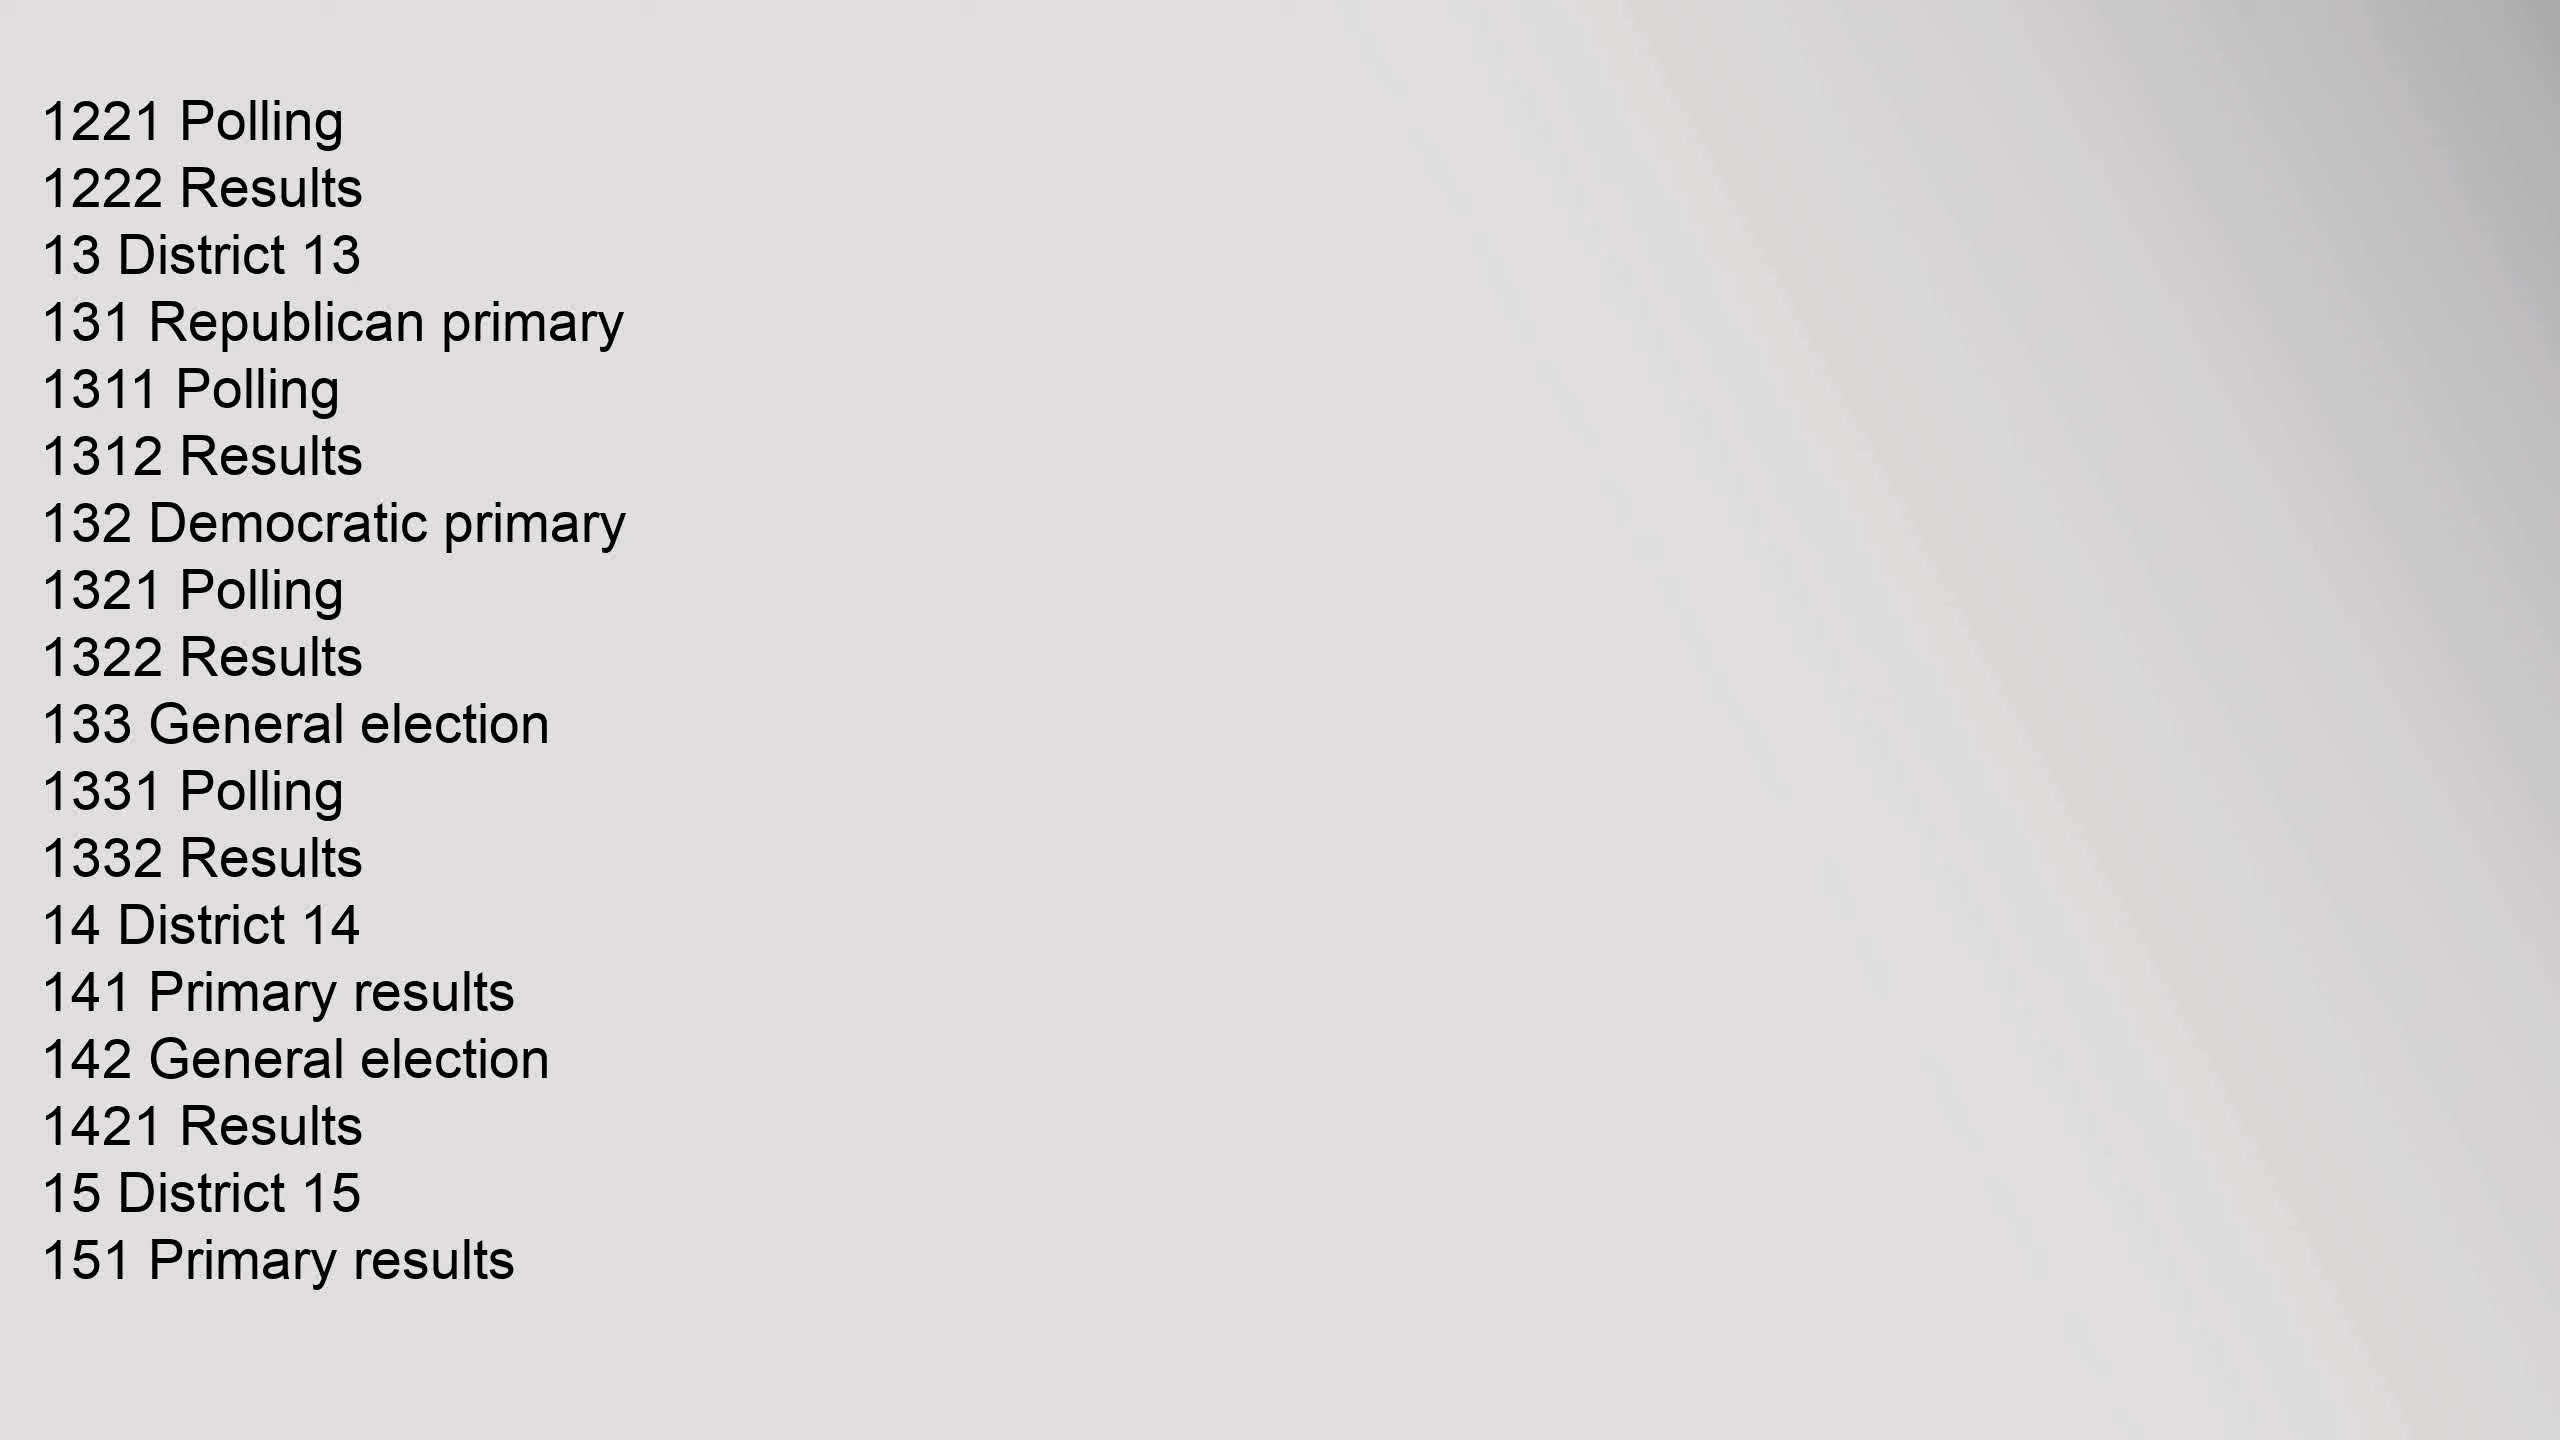 1221 Polling
1222 Results
13 District 13
131 Republican primary
1311 Polling
1312 Results
132 Democratic primary
1321 Polling
1322 Results
133 General election
1331 Polling
1332 Results
14 District 14
141 Primary results
142 General election
1421 Results
15 District 15
151 Primary results